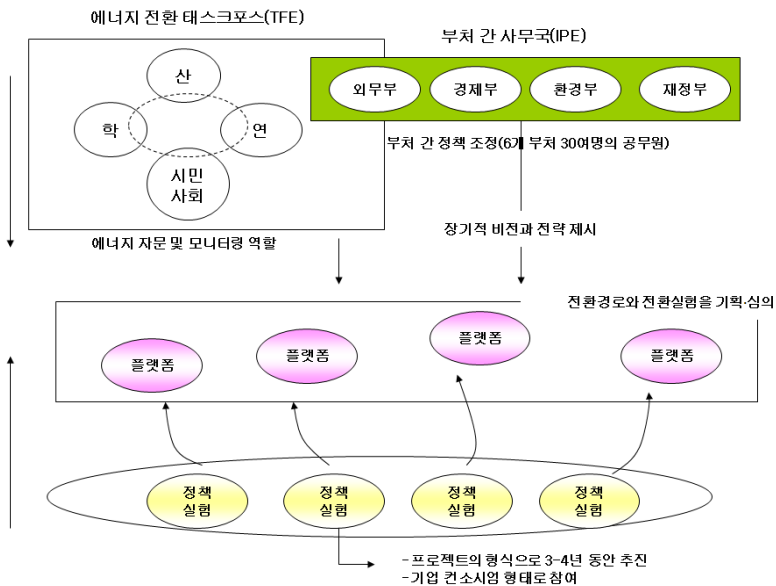 에너지 전환 태스크포스(TFE)
부처 간 사무국(IPE)
산
학
연
시민
사회
외무부
경제부
환경부
재정부
부처 간 정책 조정(6개 부처 30여명의 공무원)
에너지 자문 및 모니터링 역할
장기적 비전과 전략 제시
전환경로와 전환실험을 기획·심의
플랫폼
플랫폼
플랫폼
플랫폼
정책
실험
정책
실험
정책
실험
정책
실험
- 프로젝트의 형식으로 3-4년 동안 추진
- 기업 컨소시엄 형태로 참여